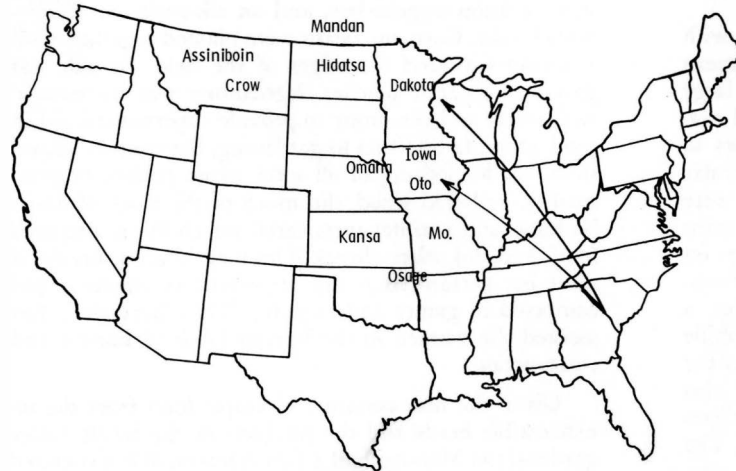 Mandan
Assiniboin
Hidatsa
Crow
Dakota
Iowa
Omaha
Oto
Kansa
Mo.
Osage